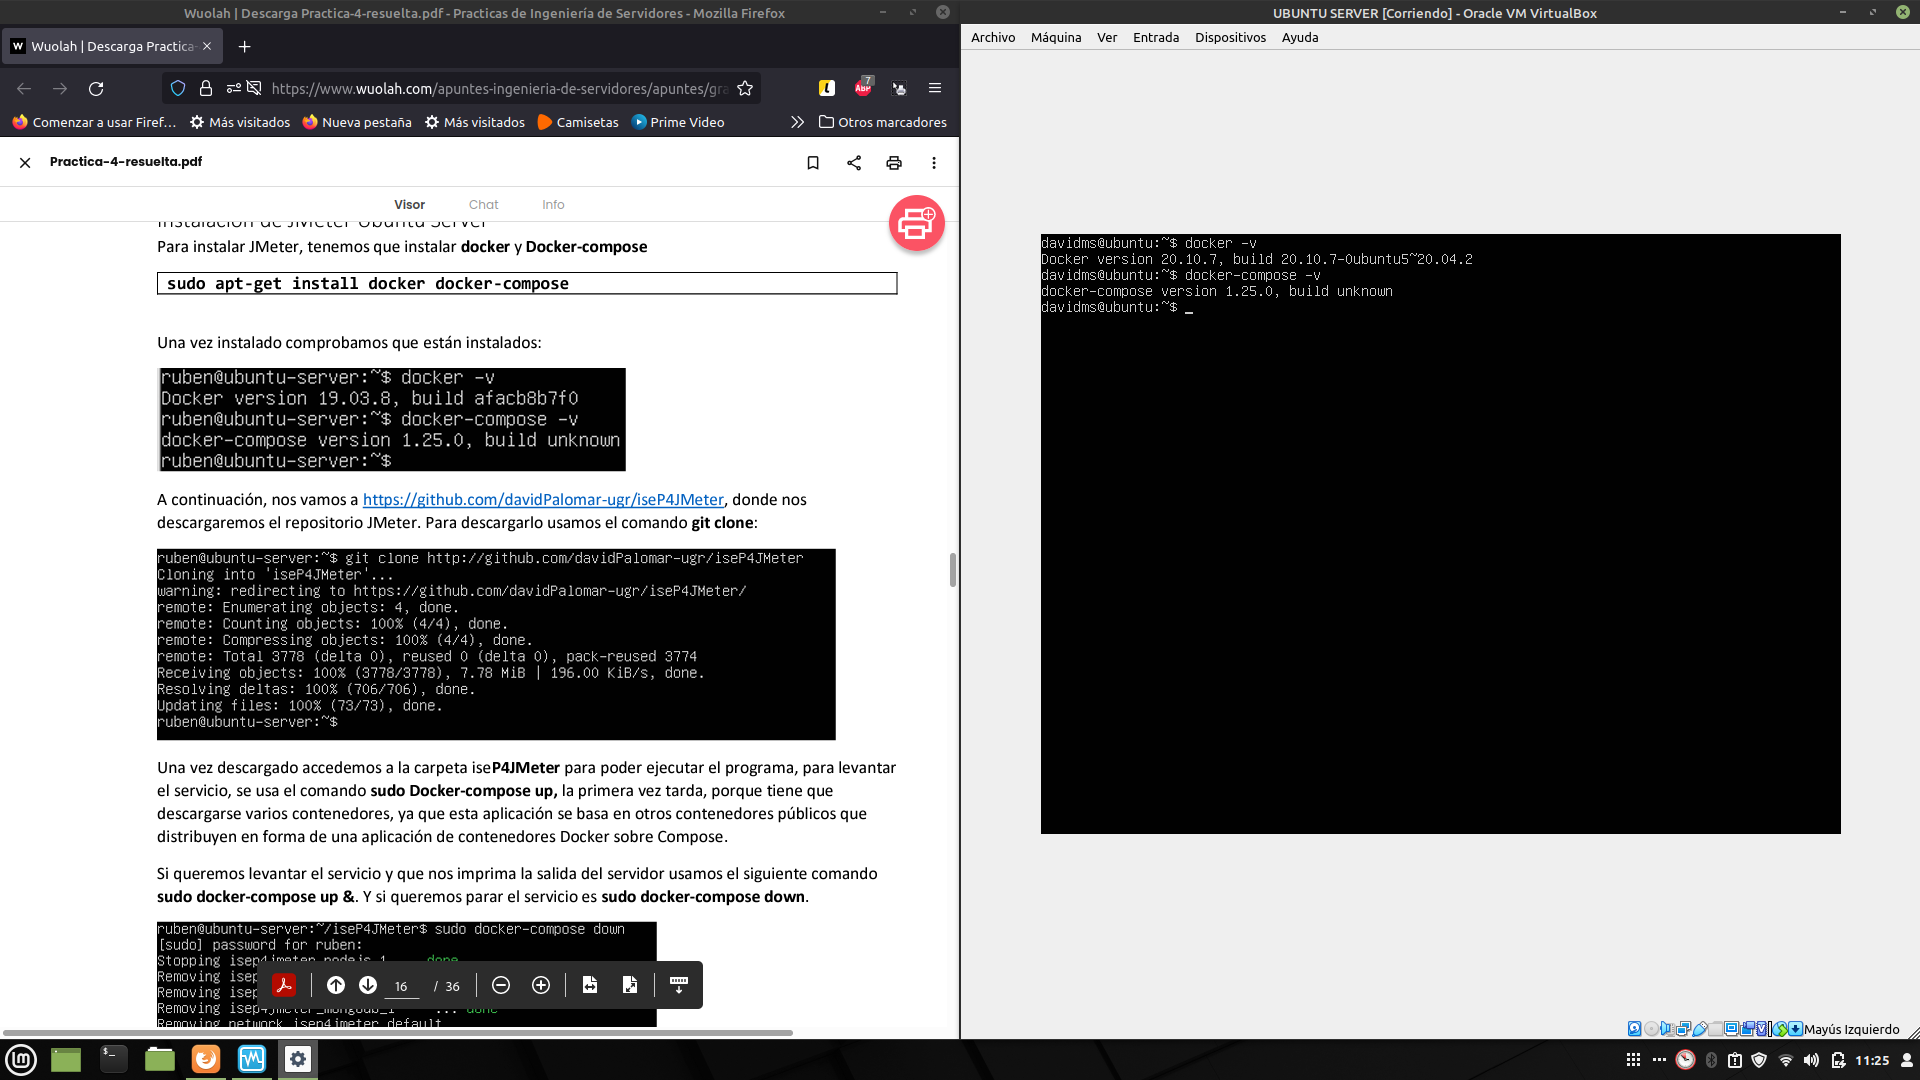 Wuolah | Descarga Practica-4-resuelta.pdf - Practicas de Ingeniería de Servidores - Mozilla Firefox
Wuolah | Descarga Practica-
https://www.wuolah.com/apuntes-ingenieria-de-servidores/apuntes/gra
7
ABP
Comenzar a usar Firef…
Más visitados
Nueva pestaña
Más visitados
Camisetas
Prime Video
Otros marcadores
Practica-4-resuelta.pdf
Visor
Chat
Info
Instalación de JMeter Ubuntu Server
Para instalar JMeter, tenemos que instalar docker y Docker-compose
sudo apt-get install docker docker-compose
Una vez instalado comprobamos que están instalados:
ruben@ubuntu-server:~$ docker -v
Docker version 19.03.8, build afacb8b7f0
ruben@ubuntu-server:~$ docker-compose -v
docker-compose version 1.25.0, build unknown
ruben@ubuntu-server:~$
A continuación, nos vamos a https://github.com/davidPalomar-ugr/iseP4JMeter, donde nos
descargaremos el repositorio JMeter. Para descargarlo usamos el comando git clone:
ruben@ubuntu-server:~$ git clone http://github.com/davidPalomar-ugr/iseP4JMeter
Cloning into 'iseP4JMeter'...
warning: redirecting to https://github.com/davidPalomar-ugr/iseP4JMeter/
remote: Enumerating objects: 4, done.
remote: Counting objects: 100% (4/4), done.
remote: Compressing objects: 100% (4/4), done.
remote: Total 3778 (delta 0), reused 0 (delta 0), pack-reused 3774
Receiving objects: 100% (3778/3778), 7.78 MiB | 196.00 KiB/s, done.
Resolving deltas: 100% (706/706), done.
Updating files: 100% (73/73), done.
ruben@ubuntu-server:~$
Una vez descargado accedemos a la carpeta iseP4JMeter para poder ejecutar el programa, para levantar
el servicio, se usa el comando sudo Docker-compose up, la primera vez tarda, porque tiene que
descargarse varios contenedores, ya que esta aplicación se basa en otros contenedores públicos que
distribuyen en forma de una aplicación de contenedores Docker sobre Compose.
Si queremos levantar el servicio y que nos imprima la salida del servidor usamos el siguiente comando
sudo docker-compose up &. Y si queremos parar el servicio es sudo docker-compose down.
ruben@ubuntu-server:~/iseP4JMeter$ sudo docker-compose down
[sudo] password for ruben:
Stopping isep4jmeter_nodejs_1 ... done
Removing isep
Removing isep
Removing isep4jmeter_mongodb_1 ... done
Removing network isep4jmeter_default
16 / 36
UBUNTU SERVER [Corriendo] - Oracle VM VirtualBox
Archivo Máquina Ver Entrada Dispositivos Ayuda
davidms@ubuntu:~$ docker -v
Docker version 20.10.7, build 20.10.7-0ubuntu5~20.04.2
davidms@ubuntu:~$ docker-compose -v
docker-compose version 1.25.0, build unknown
davidms@ubuntu:~$ _
Mayús Izquierdo
11:25